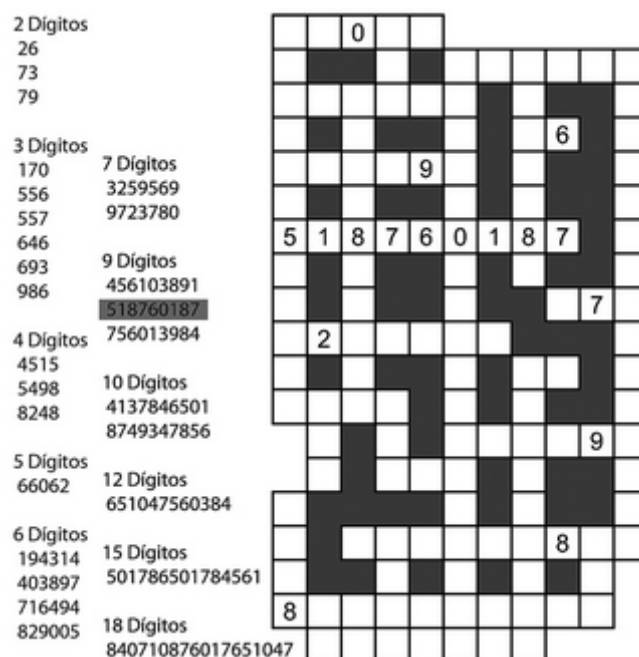 2 Dígitos
26
73
79
3 Dígitos
170
556
557
646
693
986
4 Dígitos
4515
5498
8248
5 Dígitos
66062
6 Dígitos
194314
403897
716494
829005
7 Dígitos
3259569
9723780
9 Dígitos
456103891
518760187
756013984
10 Dígitos
4137846501
8749347856
12 Dígitos
651047560384
15 Dígitos
501786501784561
18 Dígitos
840710876017651047
0
6
9
5 1 8 7 6 0 1 8 7
7
2
9
8
8